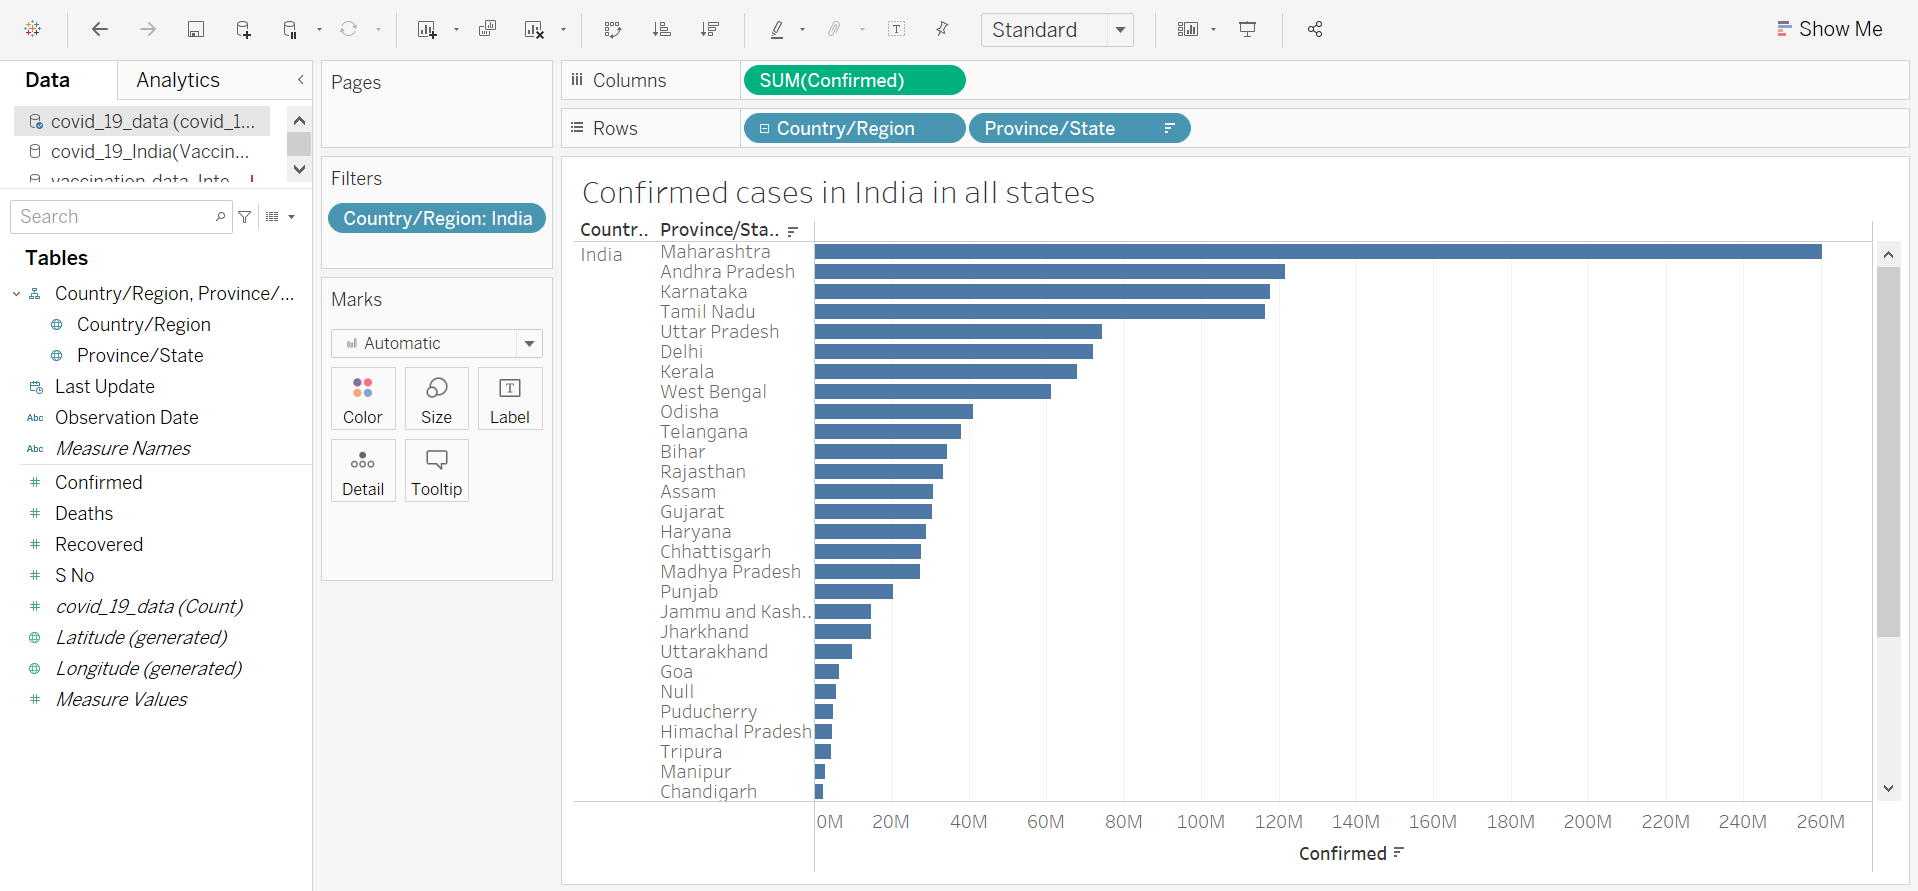 Standard
Show Me
Data
Analytics
covid_19_data (covid_1...
covid_19_India(Vaccin...
Search
Tables
Country/Region, Province/...
Country/Region
Province/State
Last Update
Abc Observation Date
Abc Measure Names
Confirmed
Deaths
Recovered
S No
covid_19_data (Count)
Latitude (generated)
Longitude (generated)
Measure Values
Pages
Filters
Country/Region: India
Marks
Automatic
Color
Size
T
Label
Detail
Tooltip
Columns
SUM(Confirmed)
Rows
Country/Region
Province/State
Confirmed cases in India in all states
Countr.. Province/Sta..
India
Maharashtra
Andhra Pradesh
Karnataka
Tamil Nadu
Uttar Pradesh
Delhi
Kerala
West Bengal
Odisha
Telangana
Bihar
Rajasthan
Assam
Gujarat
Haryana
Chhattisgarh
Madhya Pradesh
Punjab
Jammu and Kash..
Jharkhand
Uttarakhand
Goa
Null
Puducherry
Himachal Pradesh
Tripura
Manipur
Chandigarh
0M 20M 40M 60M 80M 100M 120M 140M 160M 180M 200M 220M 240M 260M
Confirmed